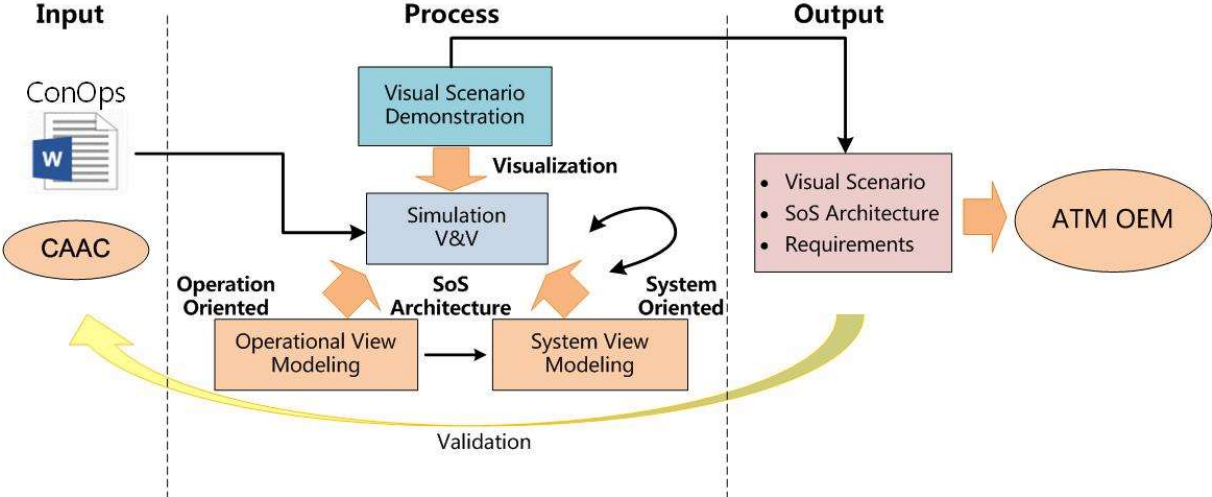 Input
Process
Output
ConOps
W
CAAC
Visual Scenario
Demonstration
Visualization
Simulation
V&V
Operation
Oriented
SoS
Architecture
System
Oriented
Operational View
Modeling
System View
Modeling
• Visual Scenario
• SoS Architecture
• Requirements
ATM OEM
Validation